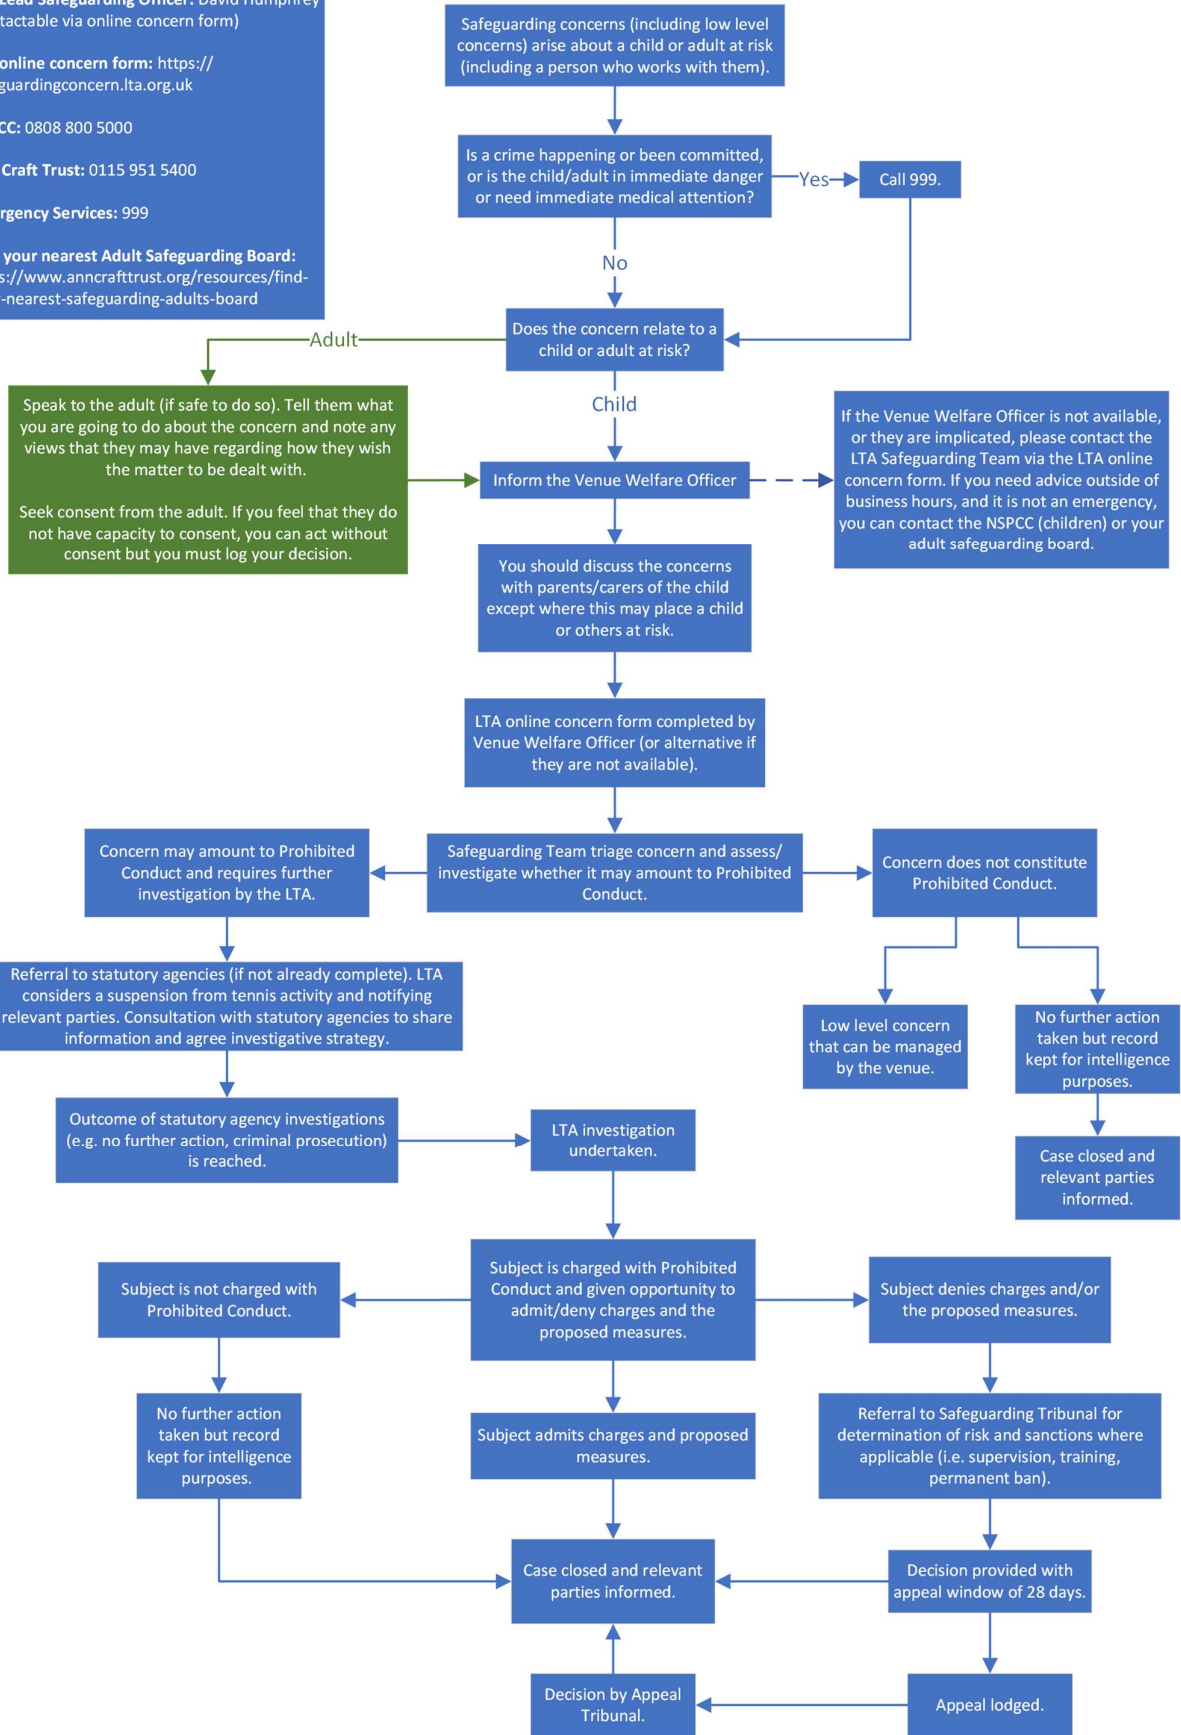 Lead Safeguarding Officer: David Humphrey
via online concern form)
online concern form: https://
0808 800 5000
Craft Trust: 0115 951 5400
Services: 999
your nearest Adult Safeguarding Board:
nearest-safeguarding-adults-board
Safeguarding concerns (including low level
concerns) arise about a child or adult at risk
(including a person who works with them).
Is a crime happening or been committed,
or is the child/adult in immediate danger
or need immediate medical attention?
Yes
Call 999.
No
Does the concern relate to a
child or adult at risk?
Adult
Speak to the adult (if safe to do so). Tell them what
you are going to do about the concern and note any
views that they may have regarding how they wish
the matter to be dealt with.
Seek consent from the adult. If you feel that they do
not have capacity to consent, you can act without
consent but you must log your decision.
Child
Inform the Venue Welfare Officer
If the Venue Welfare Officer is not available,
or they are implicated, please contact the
LTA Safeguarding Team via the LTA online
concern form. If you need advice outside of
business hours, and it is not an emergency,
you can contact the NSPCC (children) or your
adult safeguarding board.
You should discuss the concerns
with parents/carers of the child
except where this may place a child
or others at risk.
LTA online concern form completed by
Venue Welfare Officer (or alternative if
they are not available).
Safeguarding Team triage concern and assess/
investigate whether it may amount to Prohibited
Conduct.
Concern may amount to Prohibited
Conduct and requires further
investigation by the LTA.
Concern does not constitute
Prohibited Conduct.
Referral to statutory agencies (if not already complete). LTA
considers a suspension from tennis activity and notifying
relevant parties. Consultation with statutory agencies to share
information and agree investigative strategy.
Low level concern
that can be managed
by the venue.
No further action
taken but record
kept for intelligence
purposes.
Outcome of statutory agency investigations
(e.g. no further action, criminal prosecution)
is reached.
LTA investigation
undertaken.
Case closed and
relevant parties
informed.
Subject is not charged with
Prohibited Conduct.
Subject is charged with Prohibited
Conduct and given opportunity to
admit/deny charges and the
proposed measures.
Subject denies charges and/or
the proposed measures.
No further action
taken but record
kept for intelligence
purposes.
Subject admits charges and proposed
measures.
Referral to Safeguarding Tribunal for
determination of risk and sanctions where
applicable (i.e. supervision, training,
permanent ban).
Case closed and relevant
parties informed.
Decision provided with
appeal window of 28 days.
Decision by Appeal
Tribunal.
Appeal lodged.